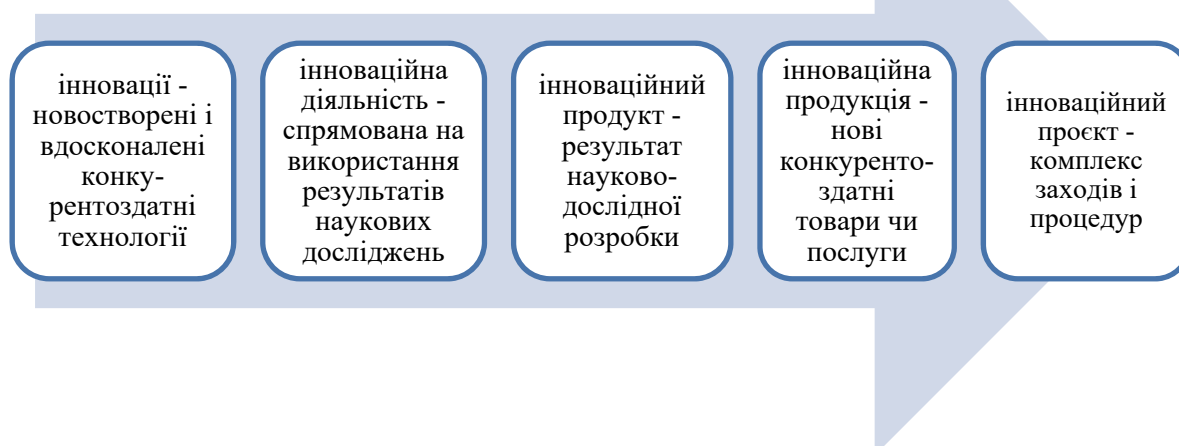 інновації -
новостворені і
вдосконалені
конку-
рентоздатні
технології
інноваційна
діяльність -
спрямована на
використання
результатів
наукових
досліджень
інноваційний
продукт -
результат
науково-
дослідної
розробки
інноваційна
продукція -
нові
конкуренто-
здатні
товари чи
послуги
інноваційний
проєкт -
комплекс
заходів і
процедур